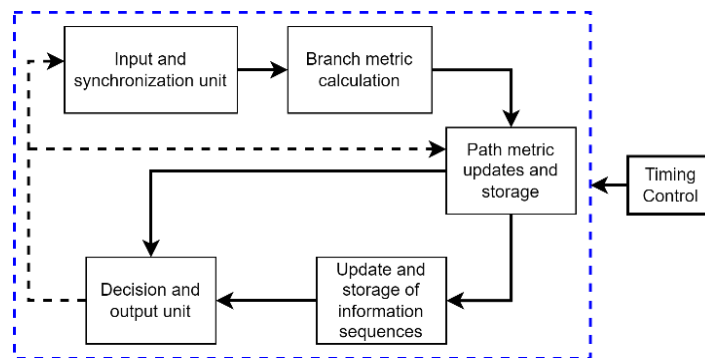 Input and
synchronization unit
Branch metric
calculation
Path metric
updates and
storage
Timing
Control
Decision and
output unit
Update and
storage of
information
sequences